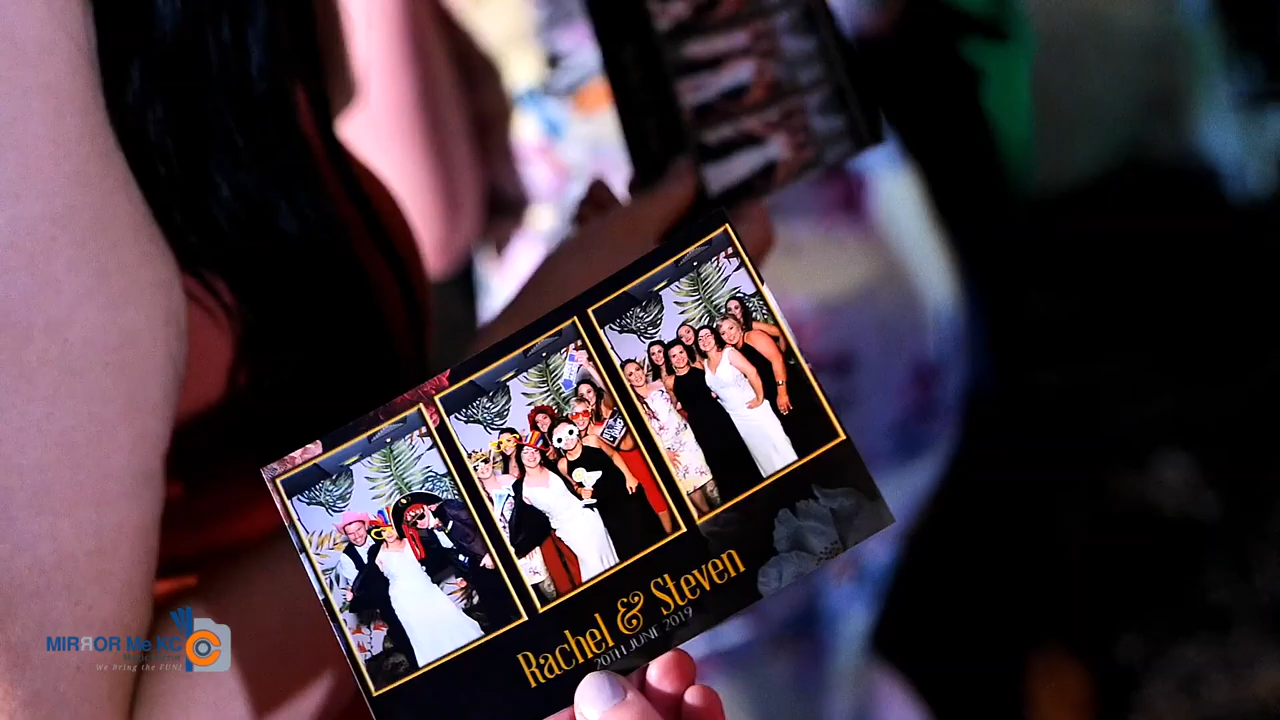 Rachel & Steven
20TH JUNE 2019
MIRROR Me KC
We Bring the FUN!